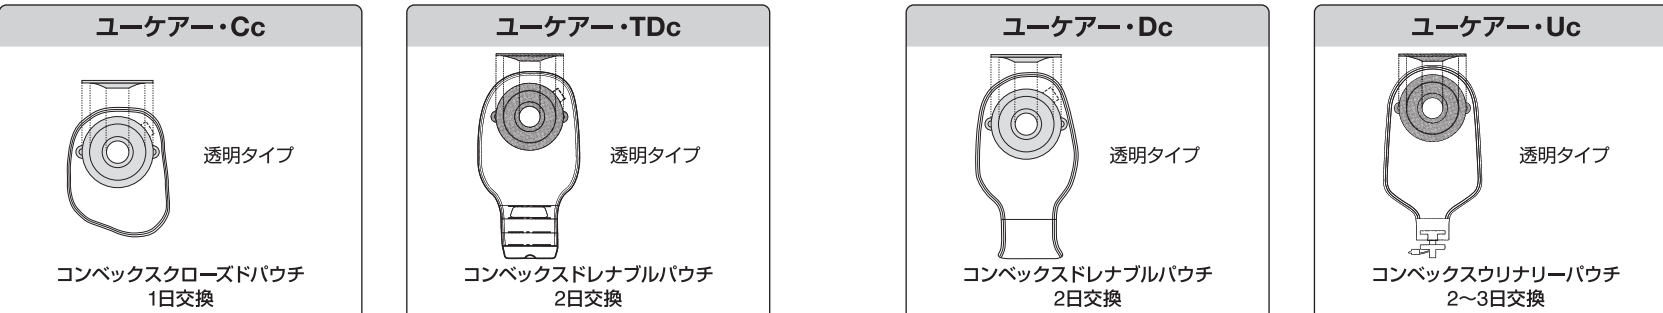 ユーケアー・Cc
透明タイプ
コンベックスクローズドパウチ
1日交換
ユーケアー・TDc
透明タイプ
コンベックスドレナブルパウチ
2日交換
ユーケアー・Dc
透明タイプ
コンベックスドレナブルパウチ
2日交換
ユーケアー・Uc
透明タイプ
コンベックスウリナリーパウチ
2〜3日交換